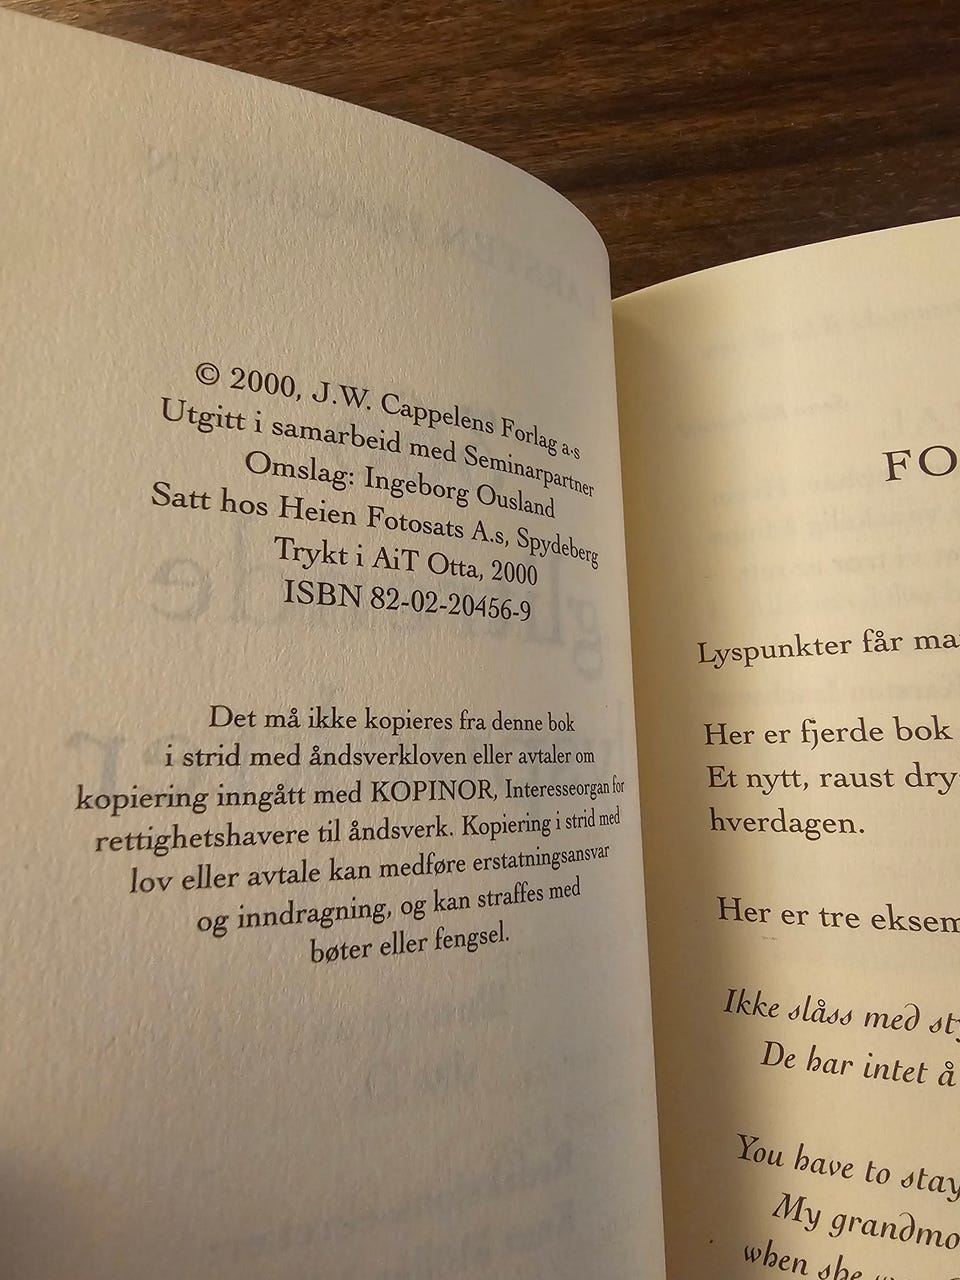 © 2000, J.W. Cappelens Forlag a·s
Utgitt i samarbeid med Seminarpartner
Omslag: Ingeborg Ousland
Satt hos Heien Fotosats A.s, Spydeberg
Trykt i AiT Otta, 2000
ISBN 82-02-20456-9
Det må ikke kopieres fra denne bok
i strid med åndsverkloven eller avtaler om
kopiering inngått med KOPINOR, Interesseorgan for
rettighetshavere til åndsverk. Kopiering i strid med
lov eller avtale kan medføre erstatningsansvar
og inndragning, og kan straffes med
bøter eller fengsel.
FO
Lyspunkter får ma
Her er fjerde bok
Et nytt, raust dry
hverdagen.
Her er tre eksem
Ikke slåss med st
De har intet å
You have to stay
My grandmo
when she